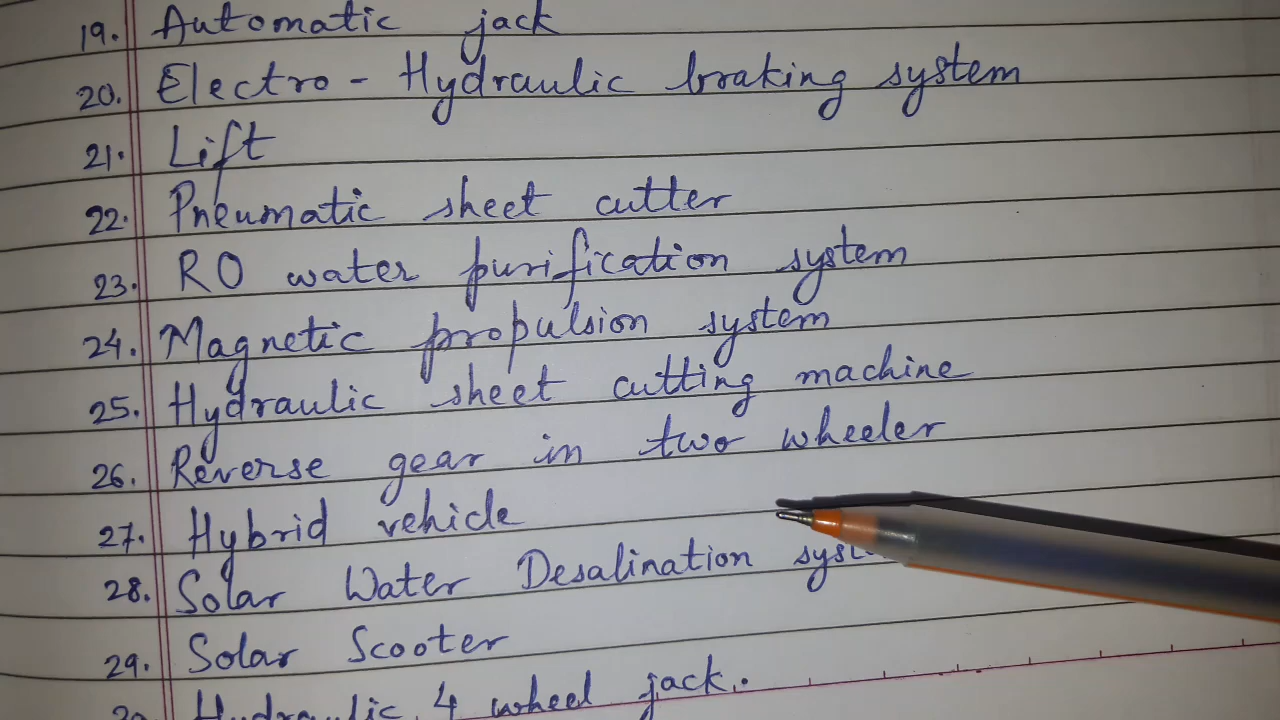 19. Automatic jack
20. Electro - Hydraulic braking system
21. Lift
22. Pneumatic sheet cutter
23. RO water purification system
24. Magnetic propulsion system
25. Hydraulic sheet cutting machine
26. Reverse gear in two wheeler
27. Hybrid vehicle
28. Solar Water Desalination
29. Solar Scooter
30. Hydraulic 4 wheel jack.